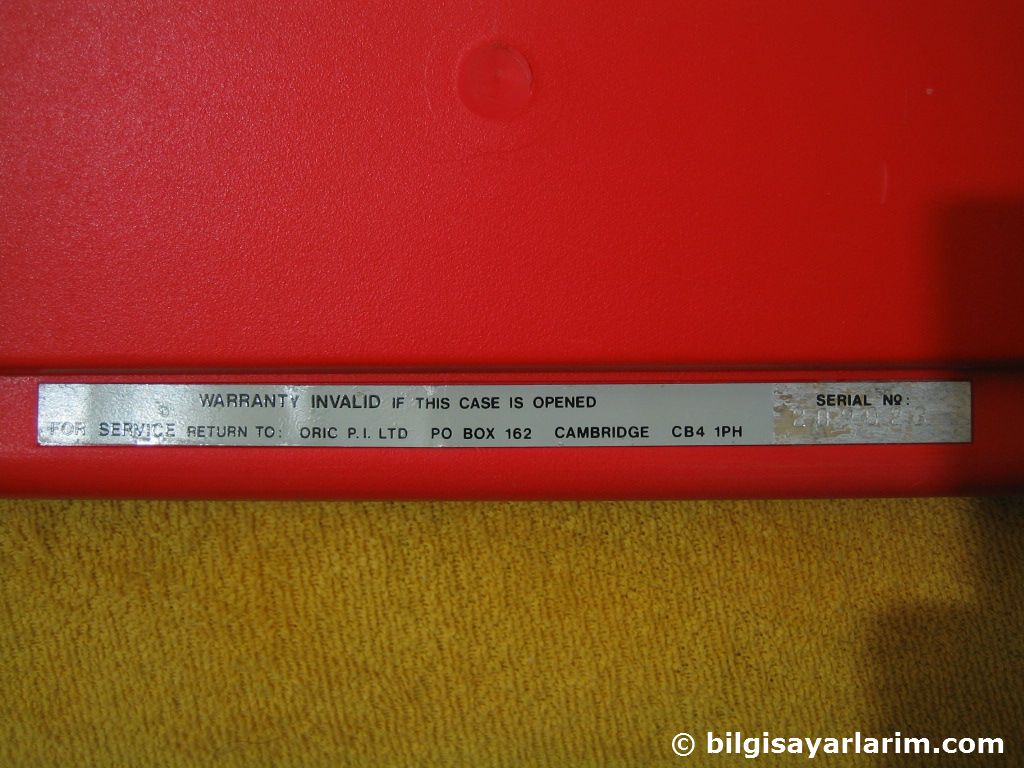 WARRANTY INVALID IF THIS CASE IS OPENED
FOR SERVICE RETURN TO: ORIC P.I. LTD PO BOX 162 CAMBRIDGE CB4 1PH
SERIAL Nº:
© bilgisayarlarim.com